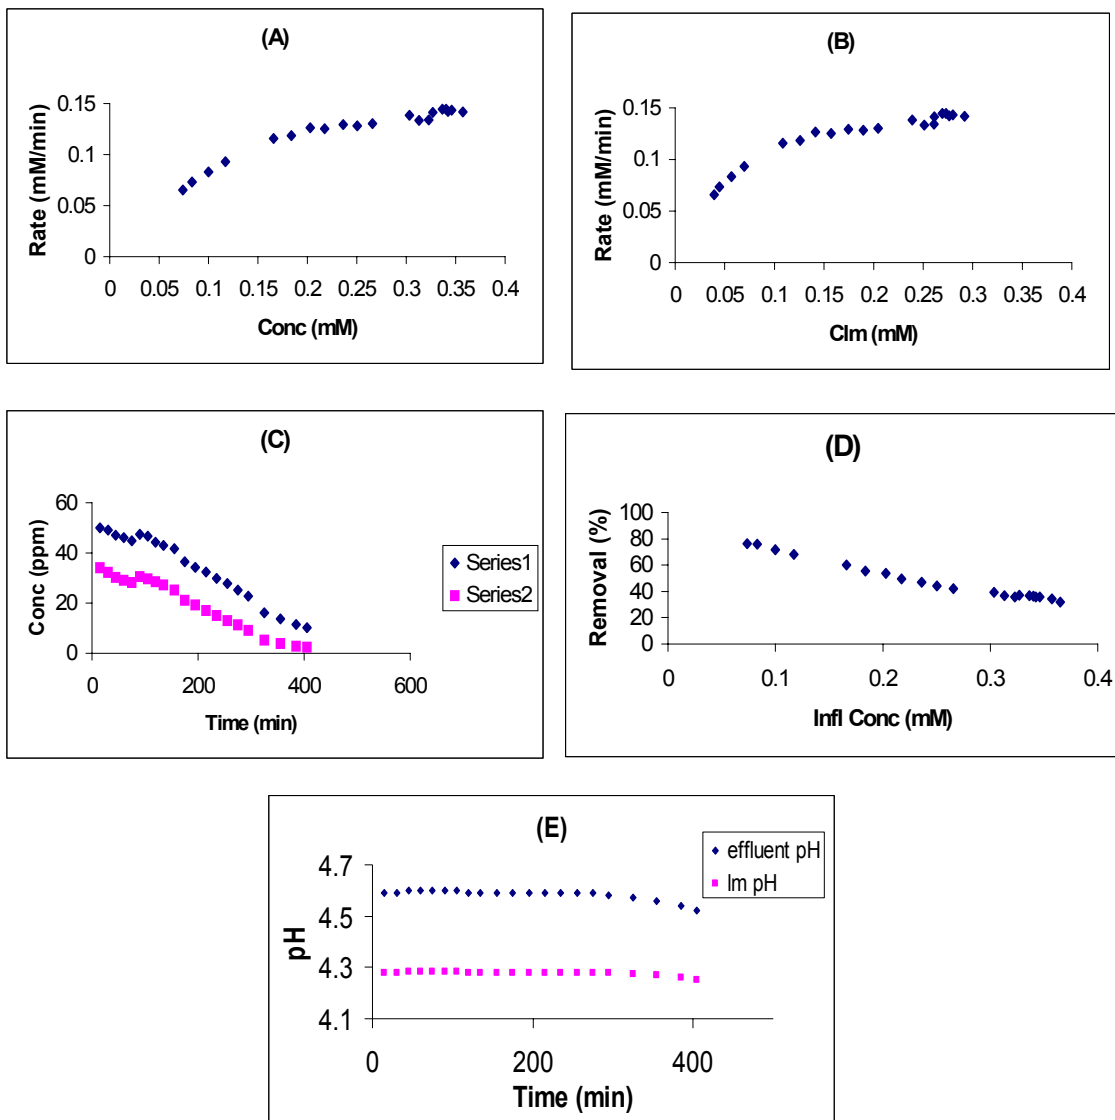 (A)
Rate (mM/min)
0.15
0.1
0.05
0
0 0.05 0.1 0.15 0.2 0.25 0.3 0.35 0.4
Conc (mM)
(B)
Rate (mM/min)
0.15
0.1
0.05
0
0 0.05 0.1 0.15 0.2 0.25 0.3 0.35 0.4
Clm (mM)
(C)
Conc (ppm)
60
40
20
0
0 200 400 600
Time (min)
Series1
Series2
(D)
Removal (%)
100
80
60
40
20
0
0 0.1 0.2 0.3 0.4
Infl Conc (mM)
(E)
effluent pH
lm pH
pH
4.7
4.5
4.3
4.1
0 200 400
Time (min)